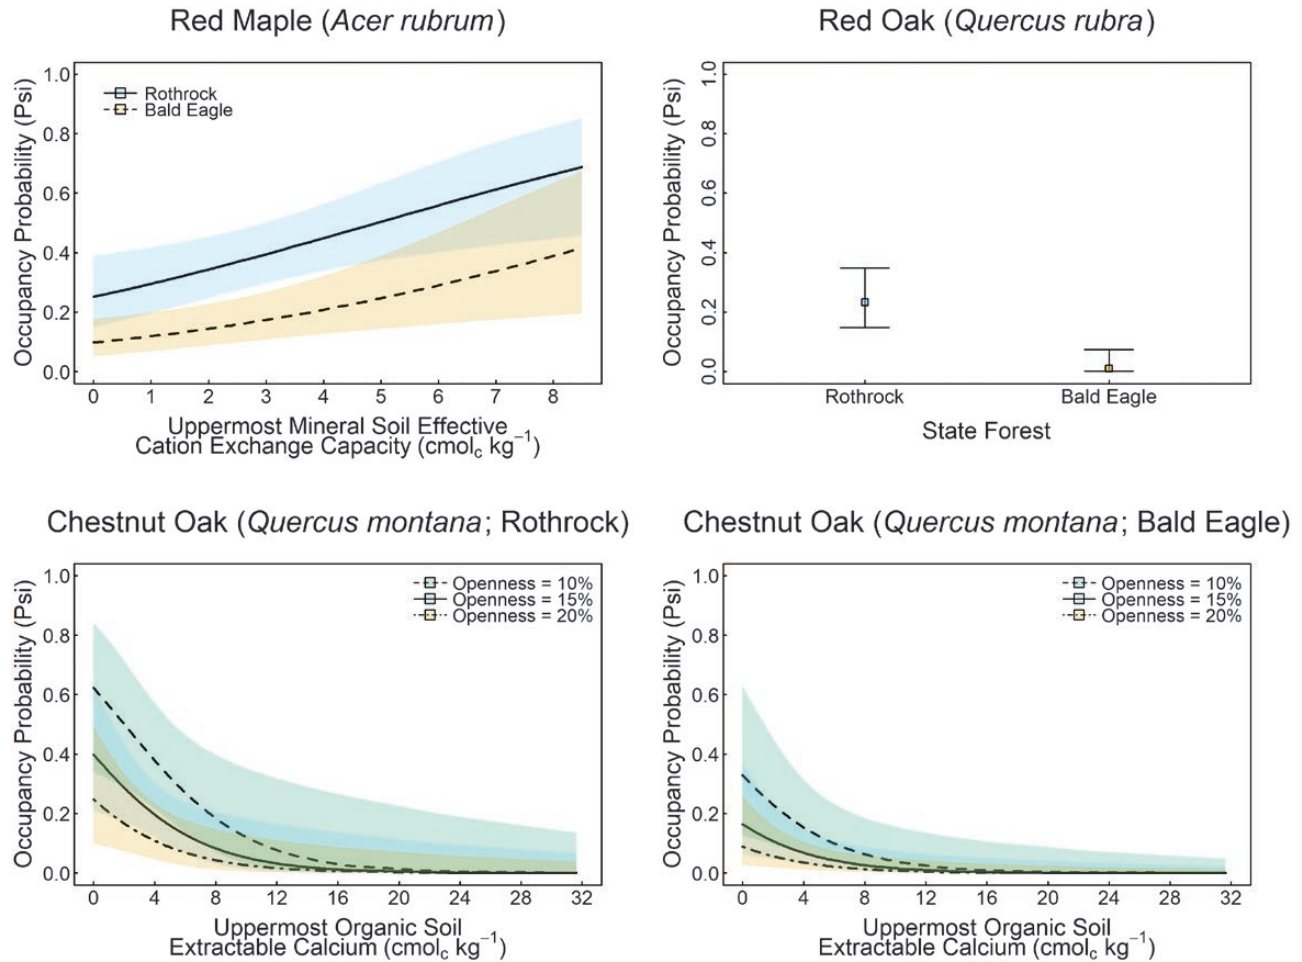 Red Maple (Acer rubrum)
Occupancy Probability (Psi)
1.0
0.8
0.6
0.4
0.2
0.0
Rothrock
Bald Eagle
0 1 2 3 4 5 6 7 8
Uppermost Mineral Soil Effective
Cation Exchange Capacity (cmolc kg⁻¹)
Red Oak (Quercus rubra)
Occupancy Probability (Psi)
1.0
0.8
0.6
0.4
0.2
0.0
Rothrock Bald Eagle
State Forest
Chestnut Oak (Quercus montana; Rothrock)
Occupancy Probability (Psi)
1.0
0.8
0.6
0.4
0.2
0.0
Openness = 10%
Openness = 15%
Openness = 20%
0 4 8 12 16 20 24 28 32
Uppermost Organic Soil
Extractable Calcium (cmolc kg⁻¹)
Chestnut Oak (Quercus montana; Bald Eagle)
Occupancy Probability (Psi)
1.0
0.8
0.6
0.4
0.2
0.0
Openness = 10%
Openness = 15%
Openness = 20%
0 4 8 12 16 20 24 28 32
Uppermost Organic Soil
Extractable Calcium (cmolc kg⁻¹)